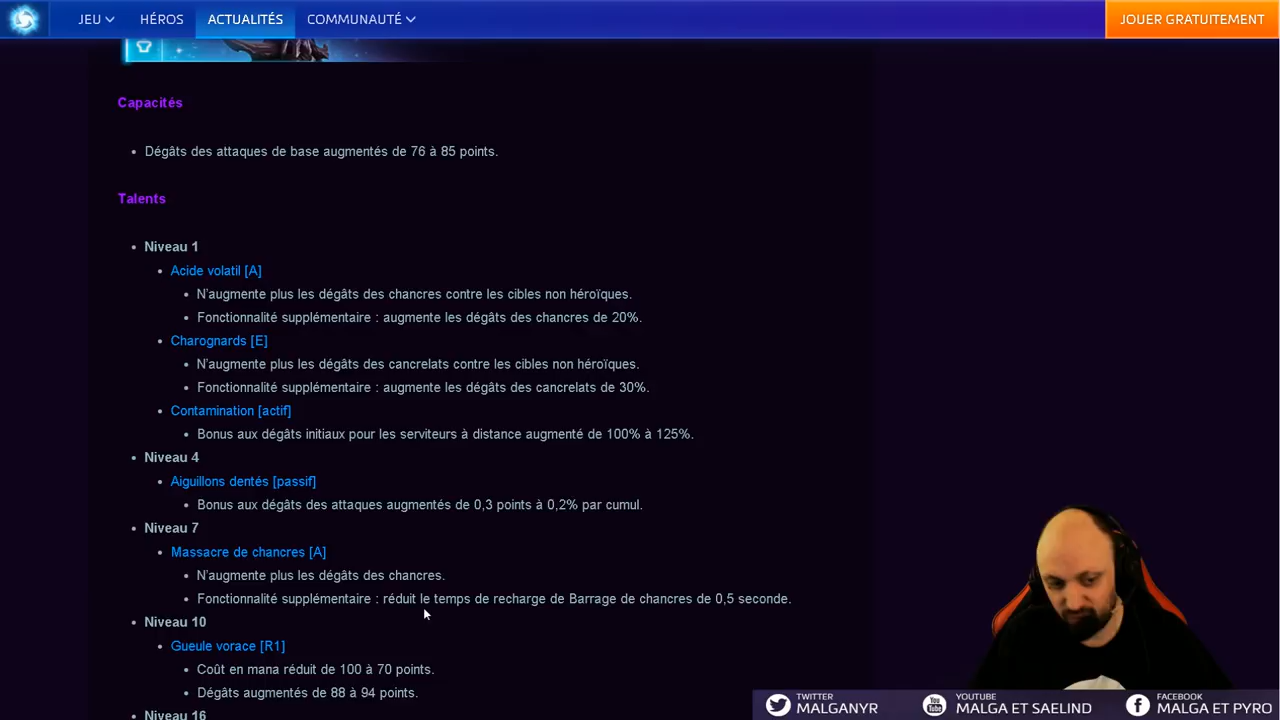 JEU HÉROS ACTUALITÉS COMMUNAUTÉ JOUER GRATUITEMENT
Capacités
Dégâts des attaques de base augmentés de 76 à 85 points.
Talents
Niveau 1
Acide volatil [A]
N'augmente plus les dégâts des chancres contre les cibles non héroïques.
Fonctionnalité supplémentaire : augmente les dégâts des chancres de 20%.
Charognards [E]
N'augmente plus les dégâts des cancrelats contre les cibles non héroïques.
Fonctionnalité supplémentaire : augmente les dégâts des cancrelats de 30%.
Contamination [actif]
Bonus aux dégâts initiaux pour les serviteurs à distance augmenté de 100% à 125%.
Niveau 4
Aiguillons dentés [passif]
Bonus aux dégâts des attaques augmentés de 0,3 points à 0,2% par cumul.
Niveau 7
Massacre de chancres [A]
N'augmente plus les dégâts des chancres.
Fonctionnalité supplémentaire : réduit le temps de recharge de Barrage de chancres de 0,5 seconde.
Niveau 10
Gueule vorace [R1]
Coût en mana réduit de 100 à 70 points.
Dégâts augmentés de 88 à 94 points.
Niveau 16
TWITTER
MALGANYR
YOUTUBE
MALGA ET SAELIND
FACEBOOK
MALGA ET PYRO